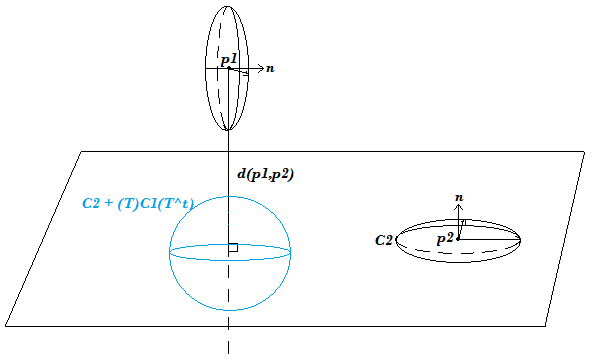 p1
n
d(p1,p2)
C2 + (T)C1(T^t)
n
C2
p2